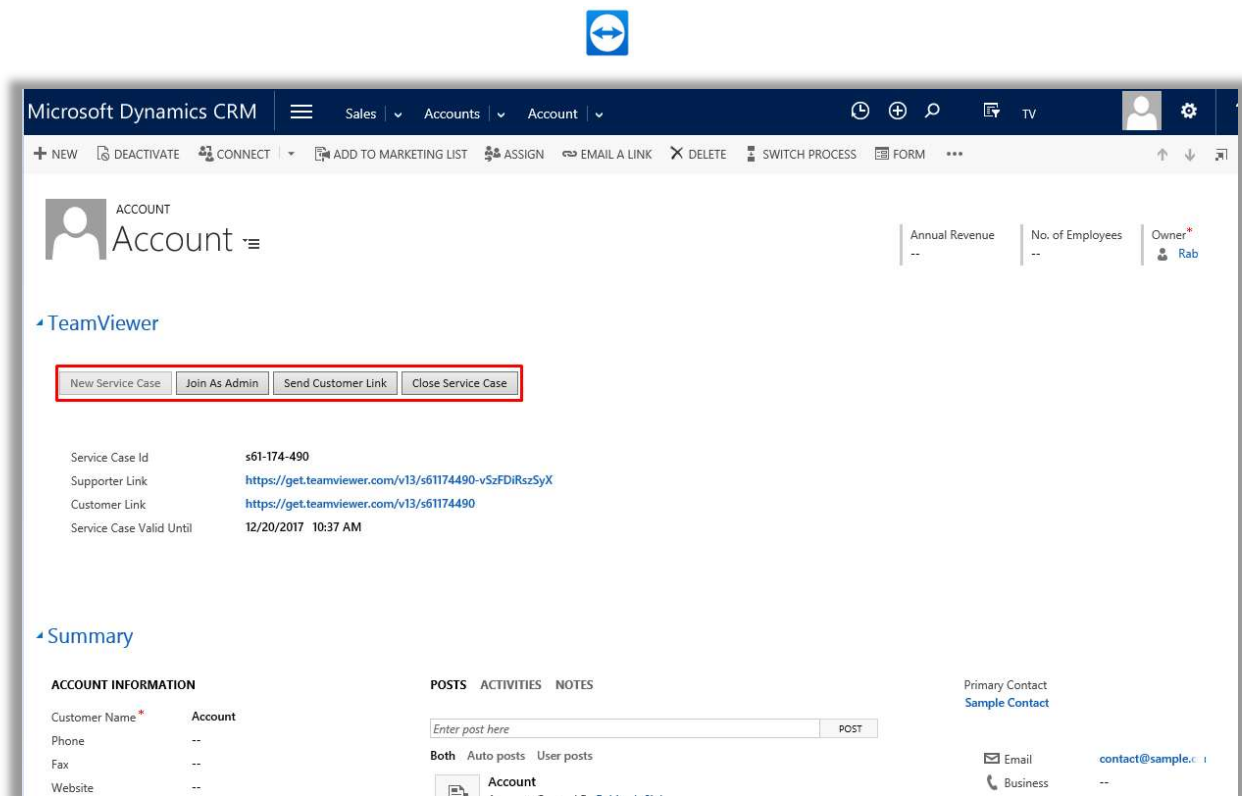 Microsoft Dynamics CRM Sales Accounts Account TV
NEW DEACTIVATE CONNECT ADD TO MARKETING LIST ASSIGN EMAIL A LINK DELETE SWITCH PROCESS FORM •••
ACCOUNT
Account
Annual Revenue No. of Employees Owner*
-- -- Rab
TeamViewer
New Service Case Join As Admin Send Customer Link Close Service Case
Service Case Id s61-174-490
Supporter Link https://get.teamviewer.com/v13/s61174490-vSzFDiRszSyX
Customer Link https://get.teamviewer.com/v13/s61174490
Service Case Valid Until 12/20/2017 10:37 AM
Summary
ACCOUNT INFORMATION POSTS ACTIVITIES NOTES Primary Contact
Sample Contact
Customer Name* Account
Enter post here POST
Phone --
Both Auto posts User posts Email contact@sample.
Fax --
Account Business --
Website --